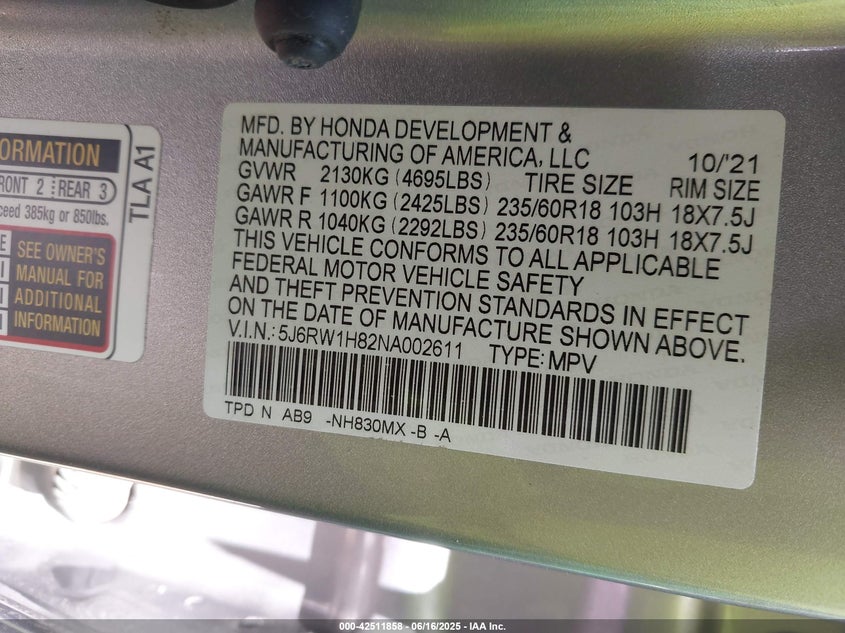 ORMATION
FRONT 2 REAR 3
ceed 385kg or 850lbs.
SEE OWNER'S
MANUAL FOR
ADDITIONAL
INFORMATION
TLA A1
MFD. BY HONDA DEVELOPMENT &
MANUFACTURING OF AMERICA, LLC 10/'21
GVWR 2130KG (4695LBS) TIRE SIZE RIM SIZE
GAWR F 1100KG (2425LBS) 235/60R18 103H 18X7.5J
GAWR R 1040KG (2292LBS) 235/60R18 103H 18X7.5J
THIS VEHICLE CONFORMS TO ALL APPLICABLE
FEDERAL MOTOR VEHICLE SAFETY
AND THEFT PREVENTION STANDARDS IN EFFECT
ON THE DATE OF MANUFACTURE SHOWN ABOVE.
V.I.N.: 5J6RW1H82NA002611 TYPE: MPV
TPD N AB9 -NH830MX -B -A
000-42511858 - 06/16/2025 - IAA Inc.